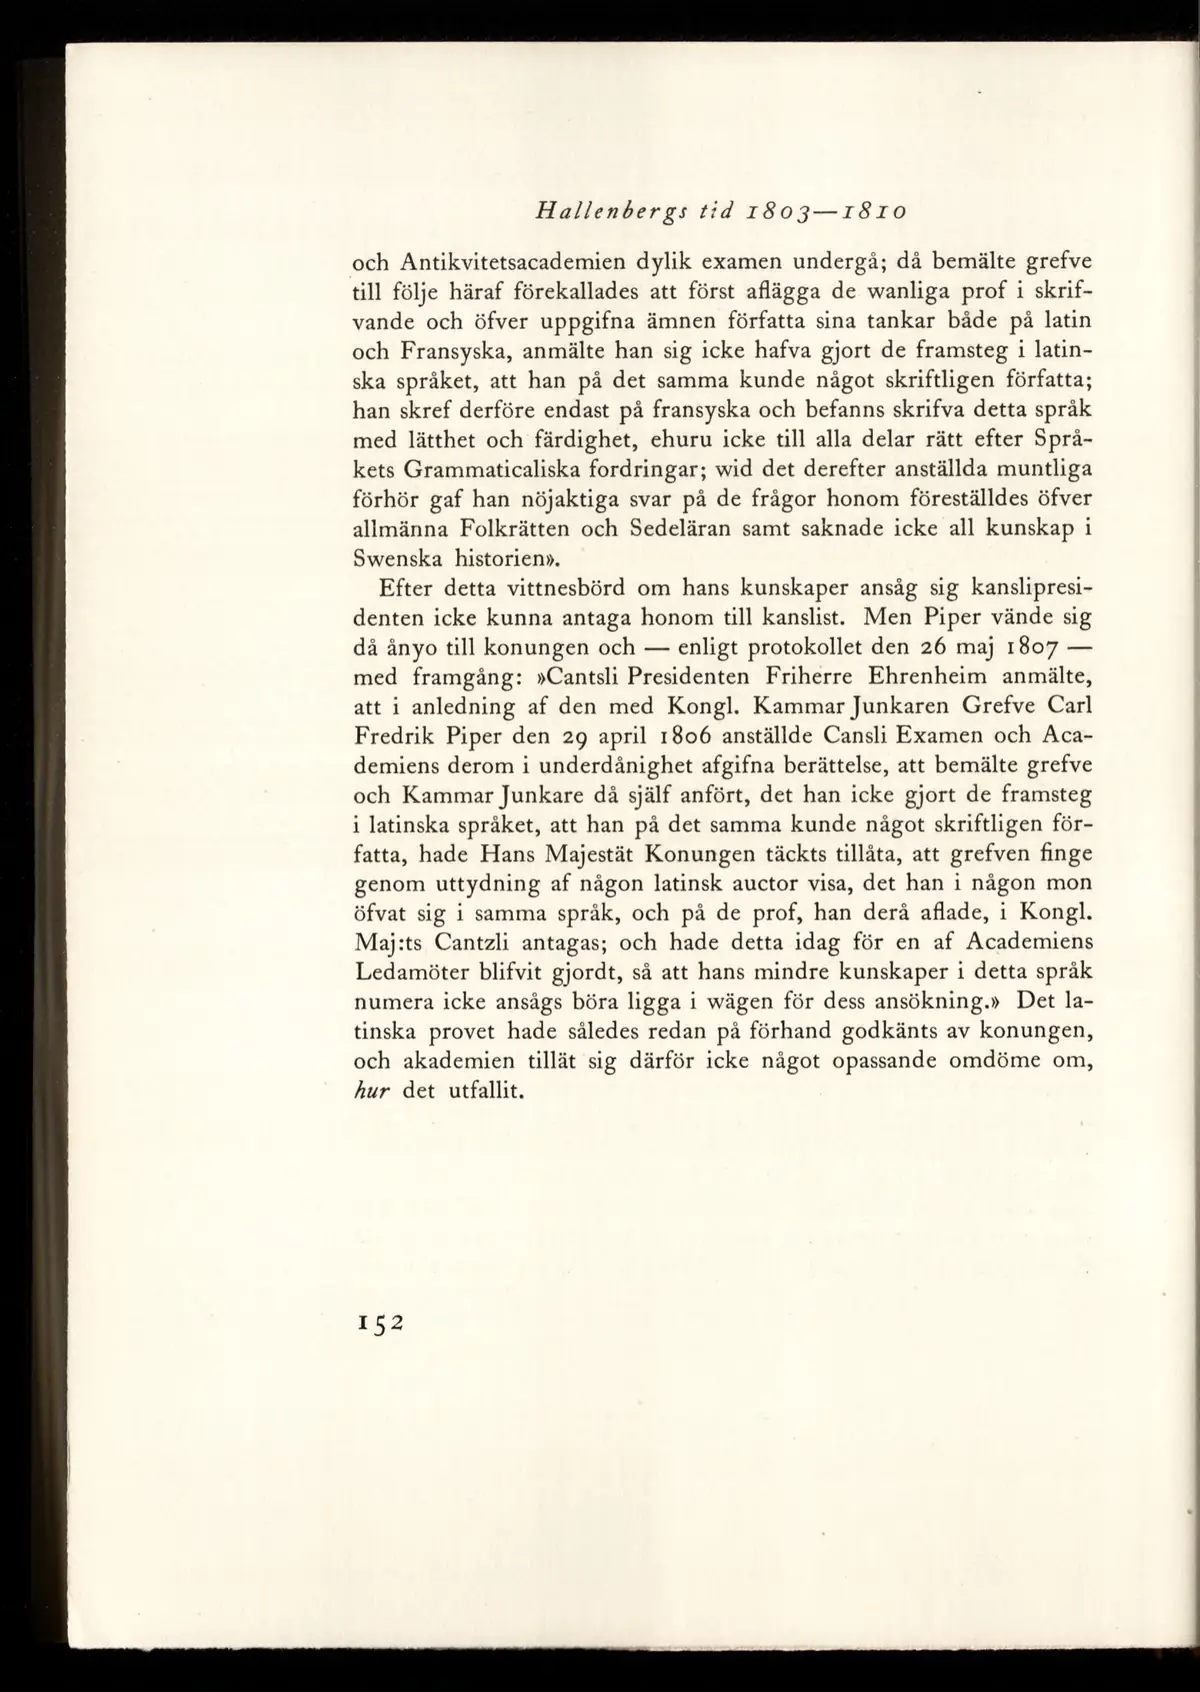 Hallenbergs tid 1803—1810
och Antikvitetsacademien dylik examen undergå; då bemälte grefve
till följe häraf förekallades att först aflägga de wanliga prof i skrif-
vande och öfver uppgifna ämnen författa sina tankar både på latin
och Fransyska, anmälte han sig icke hafva gjort de framsteg i latin-
ska språket, att han på det samma kunde något skriftligen författa;
han skref derföre endast på fransyska och befanns skrifva detta språk
med lätthet och färdighet, ehuru icke till alla delar rätt efter Språ-
kets Grammaticaliska fordringar; wid det derefter anställda muntliga
förhör gaf han nöjaktiga svar på de frågor honom föreställdes öfver
allmänna Folkrätten och Sedeläran samt saknade icke all kunskap i
Swenska historien».
Efter detta vittnesbörd om hans kunskaper ansåg sig kanslipresi-
denten icke kunna antaga honom till kanslist. Men Piper vände sig
då ånyo till konungen och — enligt protokollet den 26 maj 1807 —
med framgång: »Cantsli Presidenten Friherre Ehrenheim anmälte,
att i anledning af den med Kongl. Kammar Junkaren Grefve Carl
Fredrik Piper den 29 april 1806 anställde Cansli Examen och Aca-
demiens derom i underdånighet afgifna berättelse, att bemälte grefve
och Kammar Junkare då själf anfört, det han icke gjort de framsteg
i latinska språket, att han på det samma kunde något skriftligen för-
fatta, hade Hans Majestät Konungen täckts tillåta, att grefven finge
genom uttydning af någon latinsk auctor visa, det han i någon mon
öfvat sig i samma språk, och på de prof, han derå aflade, i Kongl.
Maj:ts Cantzli antagas; och hade detta idag för en af Academiens
Ledamöter blifvit gjordt, så att hans mindre kunskaper i detta språk
numera icke ansågs böra ligga i wägen för dess ansökning.» Det la-
tinska provet hade således redan på förhand godkänts av konungen,
och akademien tillät sig därför icke något opassande omdöme om,
hur det utfallit.
152